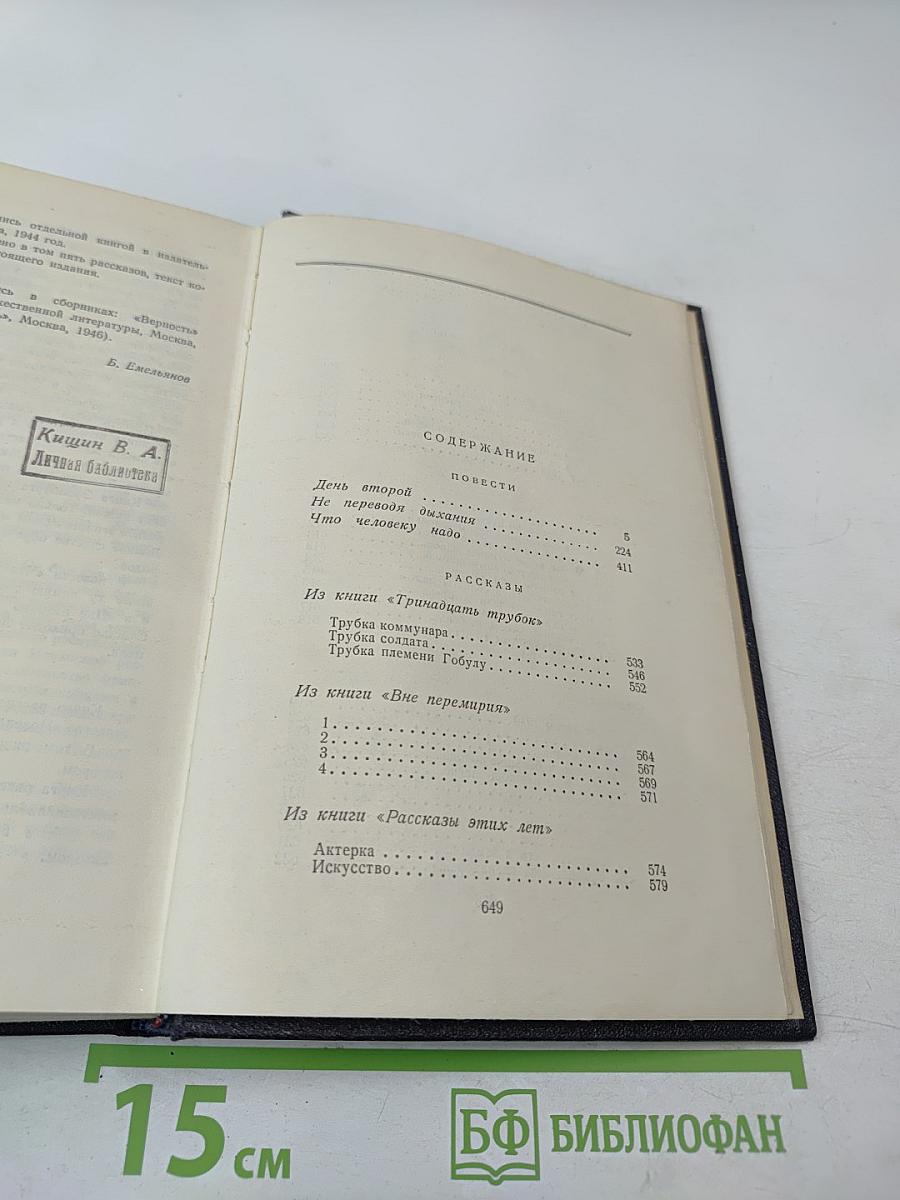 отдельной книгой в издатель-
а, 1944 год.
ено в том пять рассказов, текст ко-
тоящего издания.
сь в сборниках: «Верность»
жественной литературы, Москва,
ь», Москва, 1946).
Б. Емельянов
Кищин В. А.
Личная библиотека
СОДЕРЖАНИЕ
ПОВЕСТИ
День второй . . . . . . . . . . . . . . . . . . . 5
Не переводя дыхания . . . . . . . . . . . . . 224
Что человеку надо . . . . . . . . . . . . . . . 411
РАССКАЗЫ
Из книги «Тринадцать трубок»
Трубка коммунара . . . . . . . . . . . . . . . 533
Трубка солдата . . . . . . . . . . . . . . . . . 546
Трубка племени Гобулу . . . . . . . . . . . . 552
Из книги «Вне перемирия»
1 . . . . . . . . . . . . . . . . . . . . . . . . . . 564
2 . . . . . . . . . . . . . . . . . . . . . . . . . . 567
3 . . . . . . . . . . . . . . . . . . . . . . . . . . 569
4 . . . . . . . . . . . . . . . . . . . . . . . . . . 571
Из книги «Рассказы этих лет»
Актерка . . . . . . . . . . . . . . . . . . . . . . 574
Искусство . . . . . . . . . . . . . . . . . . . . . 579
649
15 см
БФ БИБЛИОФАН